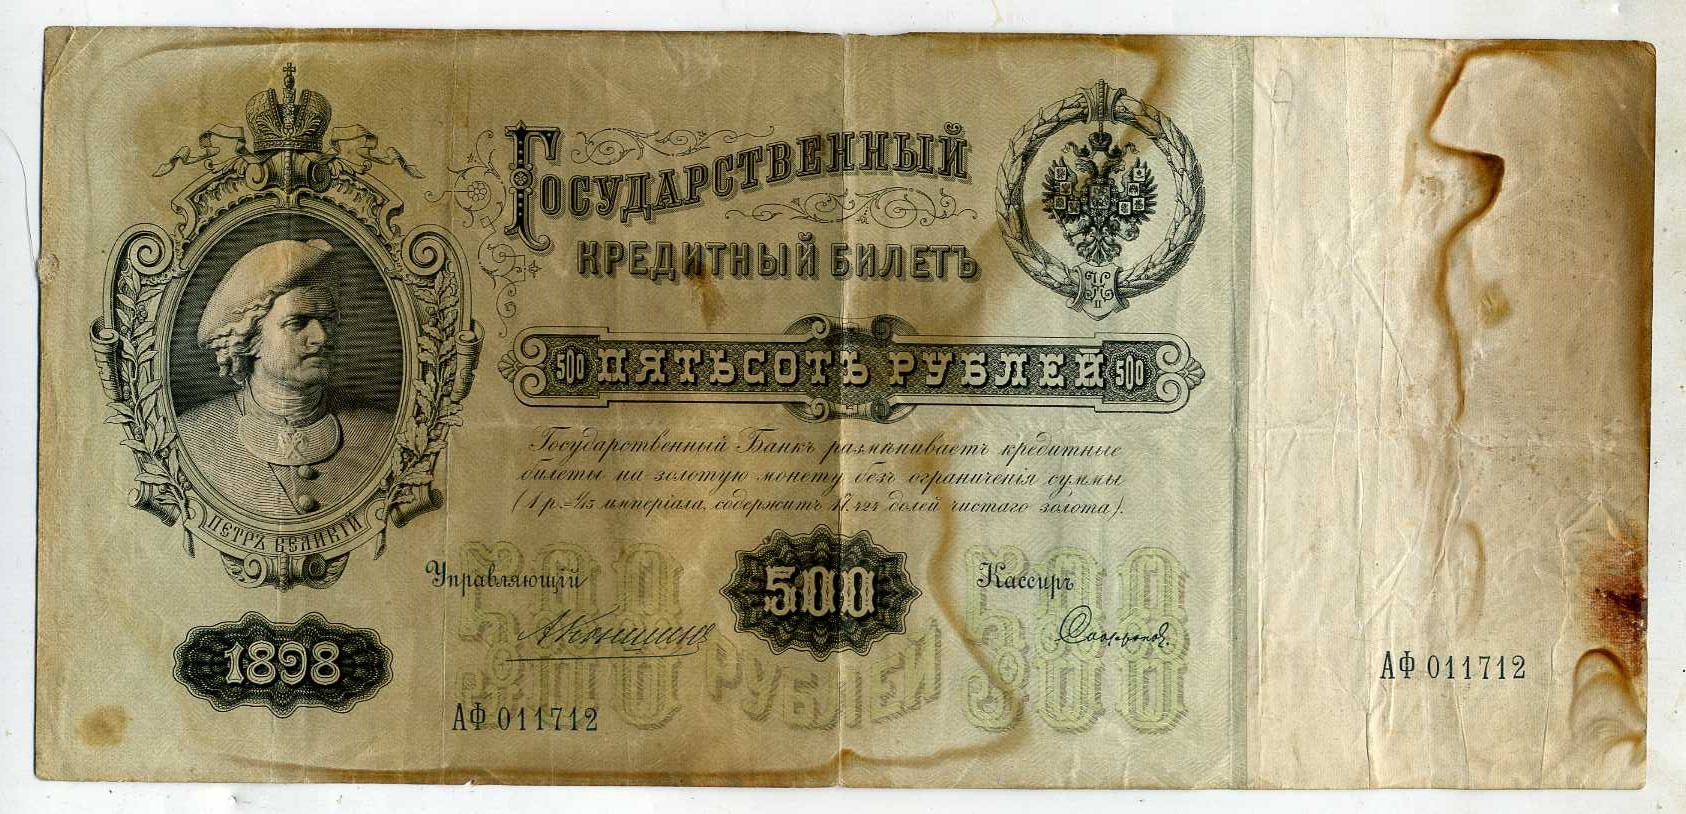 Государственный
кредитный билетъ
500 пятьсотъ рублей 500
Государственный Банкъ размѣниваетъ кредитные
билеты на золотую монету безъ ограниченія суммы
(1 р.=1/15 имперіала, содержитъ 17,424 долей чистаго золота).
ПЕТРЪ ВЕЛИКІЙ
Управляющій
500
Кассиръ
500 РУБЛЕЙ 500
1898
АФ 011712
АФ 011712